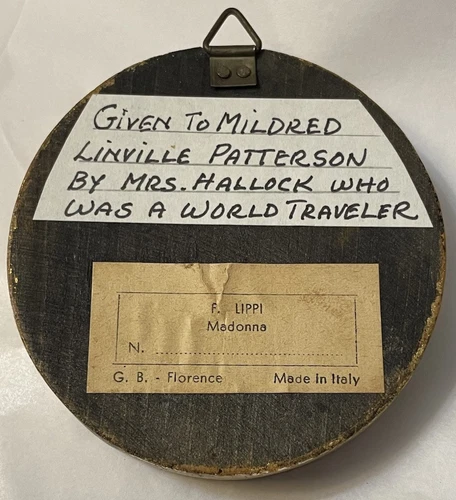 GIVEN TO MILDRED
LINVILLE PATTERSON
BY MRS. HALLOCK WHO
WAS A WORLD TRAVELER
F. LIPPI
Madonna
N. ........................................
G. B. - Florence Made in Italy